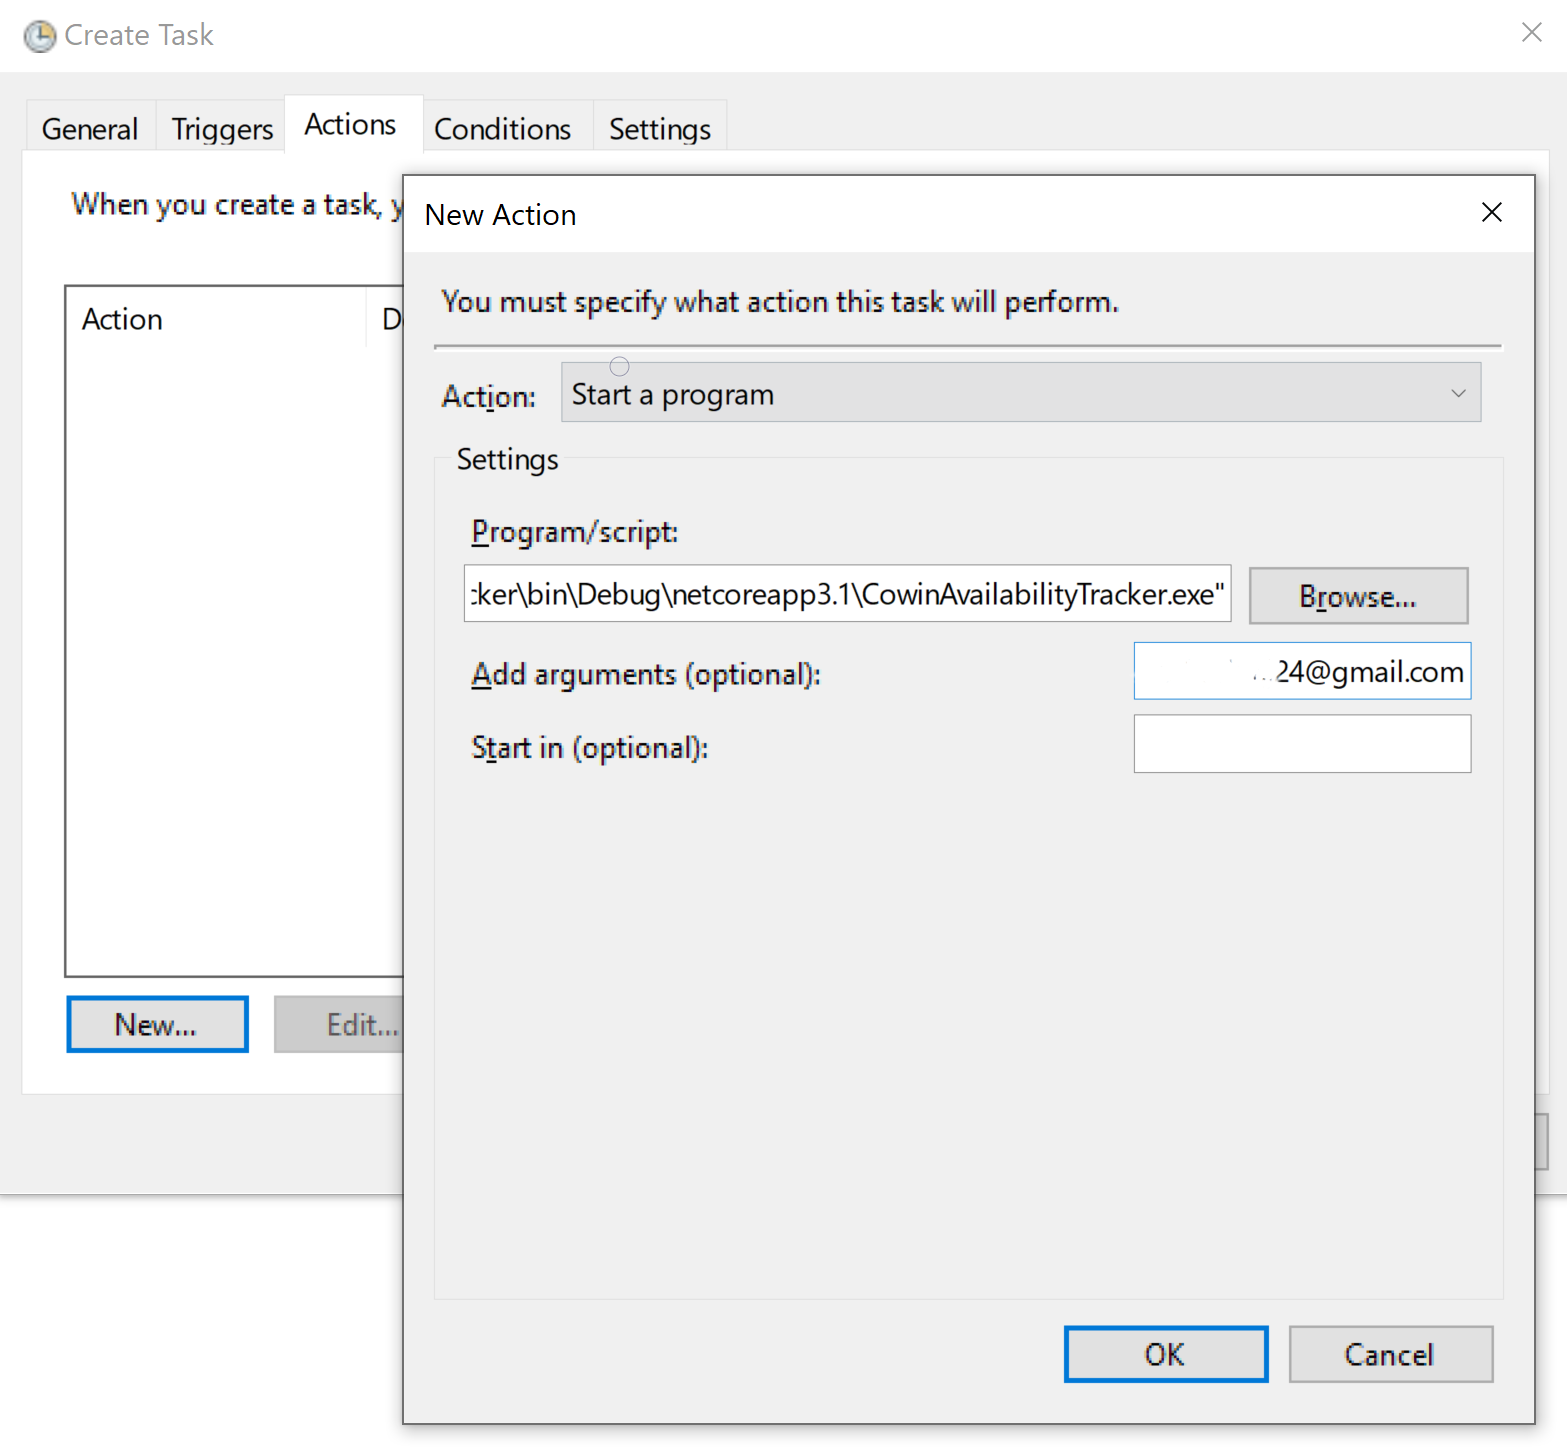 Create Task
General Triggers Actions Conditions Settings
When you create a task,
New Action
You must specify what action this task will perform.
Action
Action: Start a program
Settings
Program/script:
cker\bin\Debug\netcoreapp3.1\CowinAvailabilityTracker.exe" Browse...
Add arguments (optional): 24@gmail.com
Start in (optional):
New... Edit...
OK Cancel